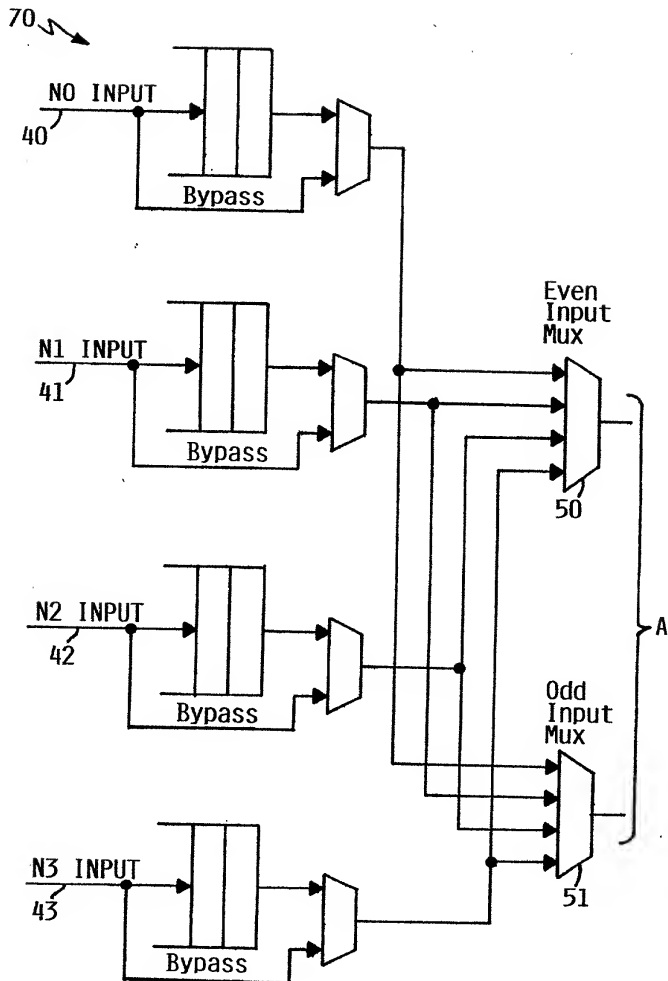 70
N0 INPUT
40
Bypass
N1 INPUT
41
Bypass
Even
Input
Mux
50
N2 INPUT
42
Bypass
A
Odd
Input
Mux
51
N3 INPUT
43
Bypass